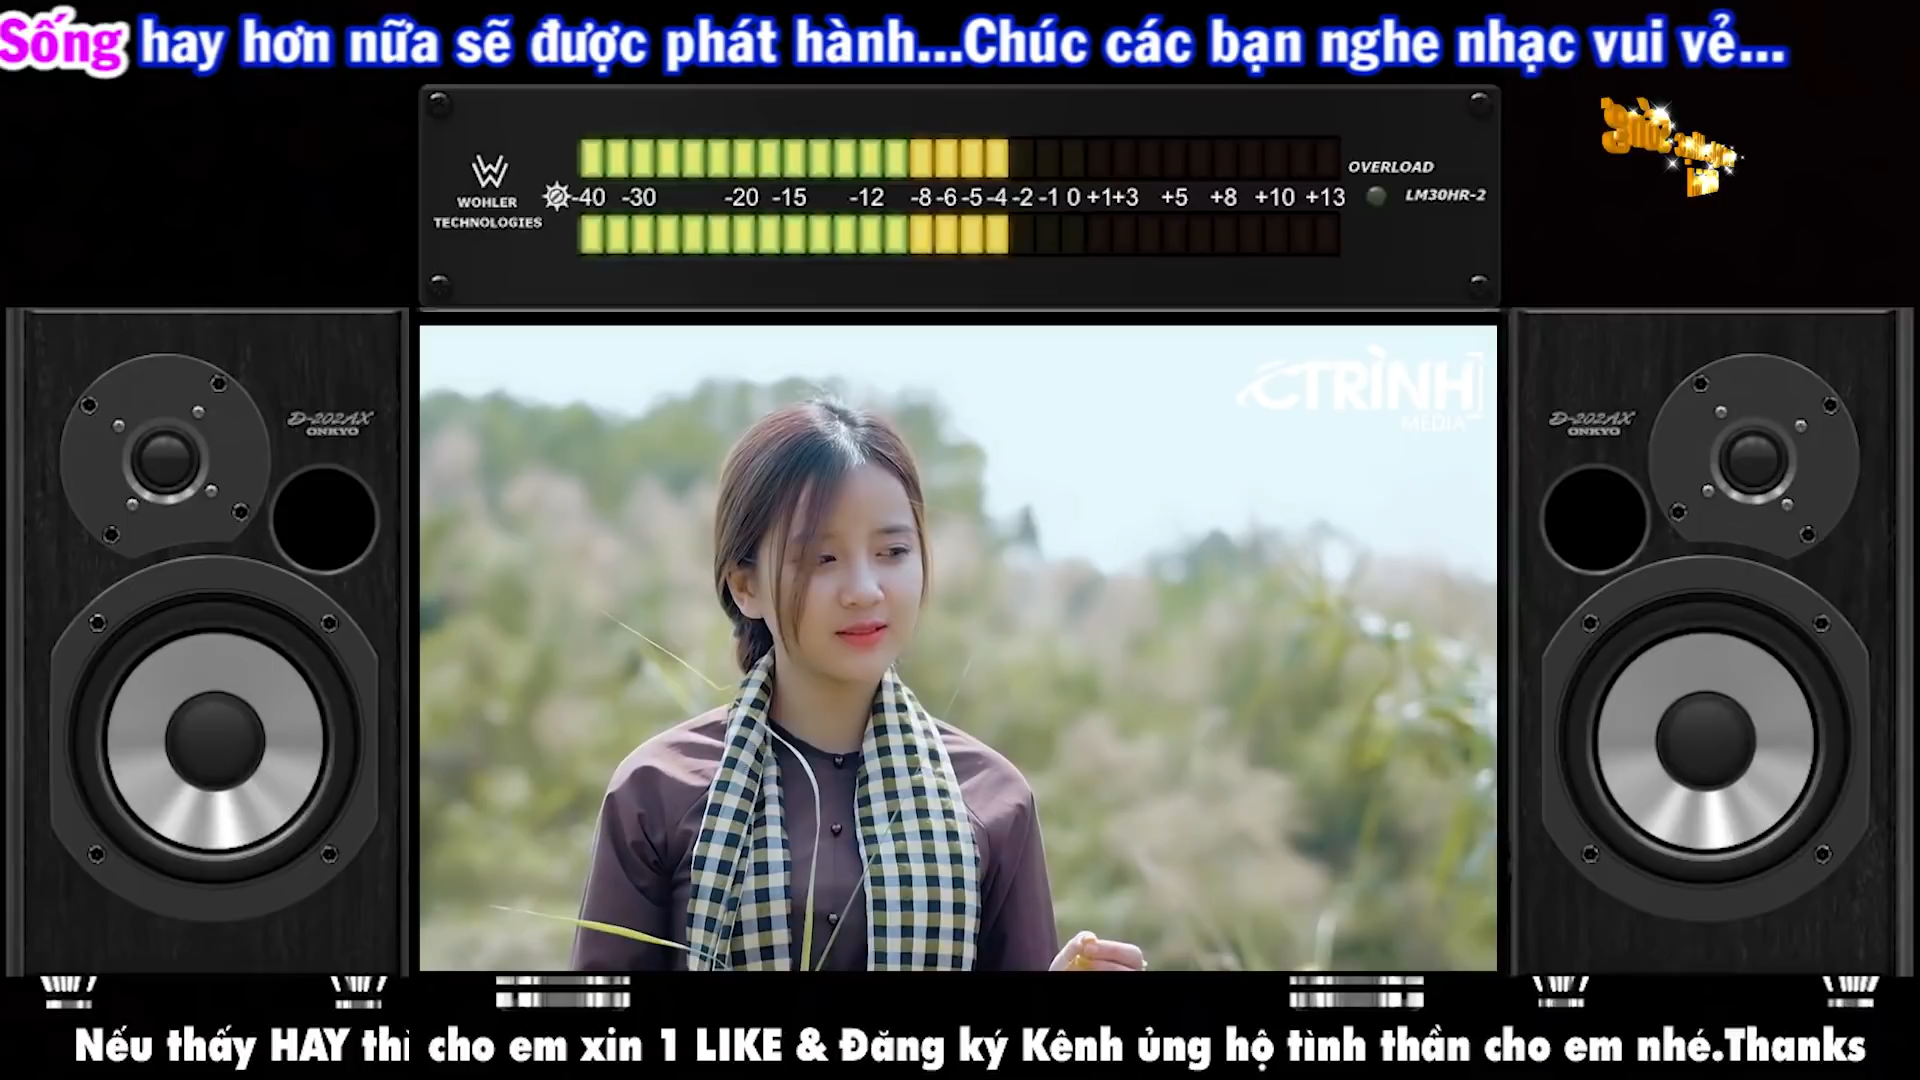 Sống hay hơn nữa sẽ được phát hành...Chúc các bạn nghe nhạc vui vẻ...
WOHLER
TECHNOLOGIES
-40 -30 -20 -15 -12 -8 -6 -5 -4 -2 -1 0 +1 +3 +5 +8 +10 +13
OVERLOAD
LM30HR-2
D-202AX
ONKYO
CTRÌNH
MEDIA
D-202AX
ONKYO
Nếu thấy HAY thì cho em xin 1 LIKE & Đăng ký Kênh ủng hộ tình thần cho em nhé.Thanks